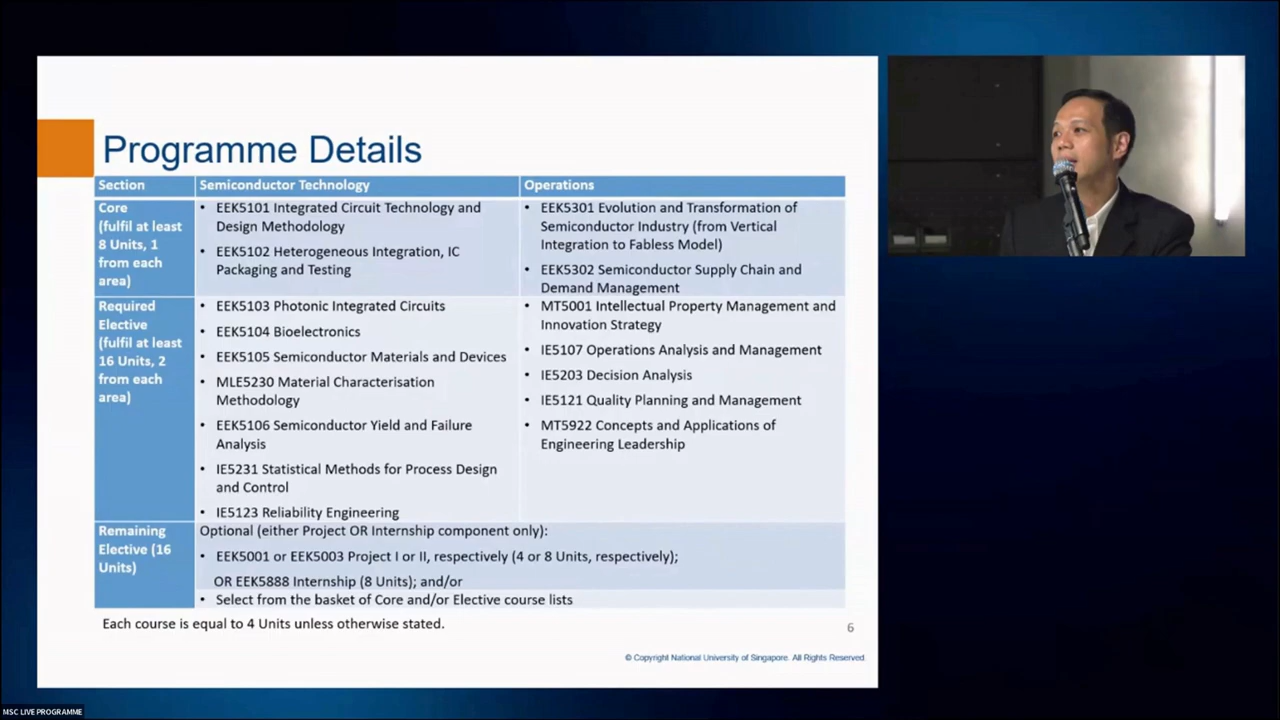 Programme Details
Section
Semiconductor Technology
Operations
Core
(fulfil at least
8 Units, 1
from each
area)
• EEK5101 Integrated Circuit Technology and
Design Methodology
• EEK5102 Heterogeneous Integration, IC
Packaging and Testing
• EEK5301 Evolution and Transformation of
Semiconductor Industry (from Vertical
Integration to Fabless Model)
• EEK5302 Semiconductor Supply Chain and
Demand Management
Required
Elective
(fulfil at least
16 Units, 2
from each
area)
• EEK5103 Photonic Integrated Circuits
• EEK5104 Bioelectronics
• EEK5105 Semiconductor Materials and Devices
• MLE5230 Material Characterisation
Methodology
• EEK5106 Semiconductor Yield and Failure
Analysis
• IE5231 Statistical Methods for Process Design
and Control
• IE5123 Reliability Engineering
• MT5001 Intellectual Property Management and
Innovation Strategy
• IE5107 Operations Analysis and Management
• IE5203 Decision Analysis
• IE5121 Quality Planning and Management
• MT5922 Concepts and Applications of
Engineering Leadership
Remaining
Elective (16
Units)
Optional (either Project OR Internship component only):
• EEK5001 or EEK5003 Project I or II, respectively (4 or 8 Units, respectively);
OR EEK5888 Internship (8 Units); and/or
• Select from the basket of Core and/or Elective course lists
Each course is equal to 4 Units unless otherwise stated.
6
© Copyright National University of Singapore. All Rights Reserved
MSC LIVE PROGRAMME